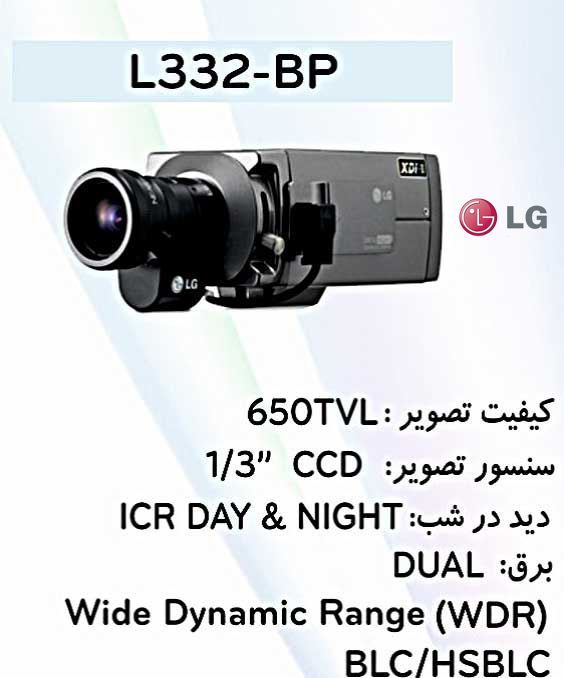 L332-BP
XDI-I
LG
LG
LG
کیفیت تصویر : 650TVL
سنسور تصویر: 1/3” CCD
دید در شب: ICR DAY & NIGHT
برق: DUAL
Wide Dynamic Range (WDR)
BLC/HSBLC